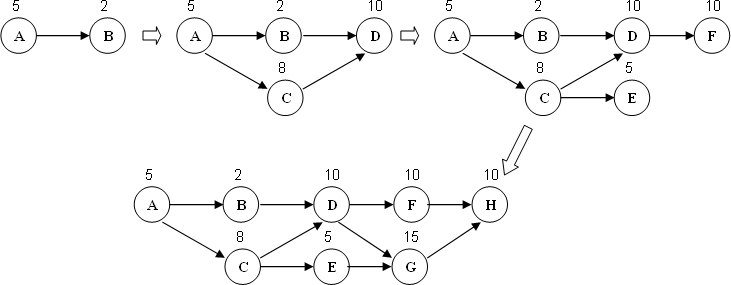 5 2
A B
5 2 10
A B D
8
C
5 2 10 10
A B D F
8 5
C E
5 2 10 10 10
A B D F H
8 5 15
C E G